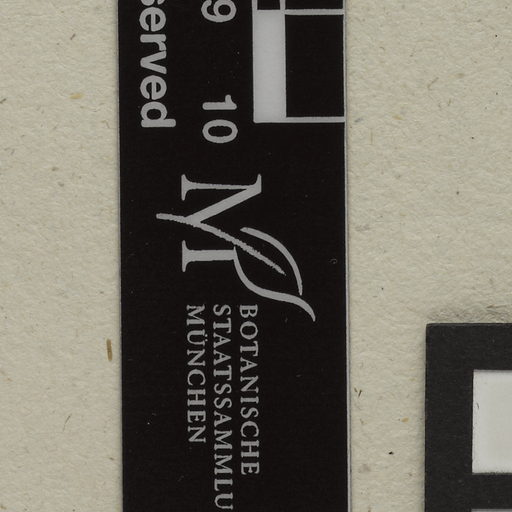 served
9 10
BOTANISCHE
STAATSSAMMLU
MÜNCHEN